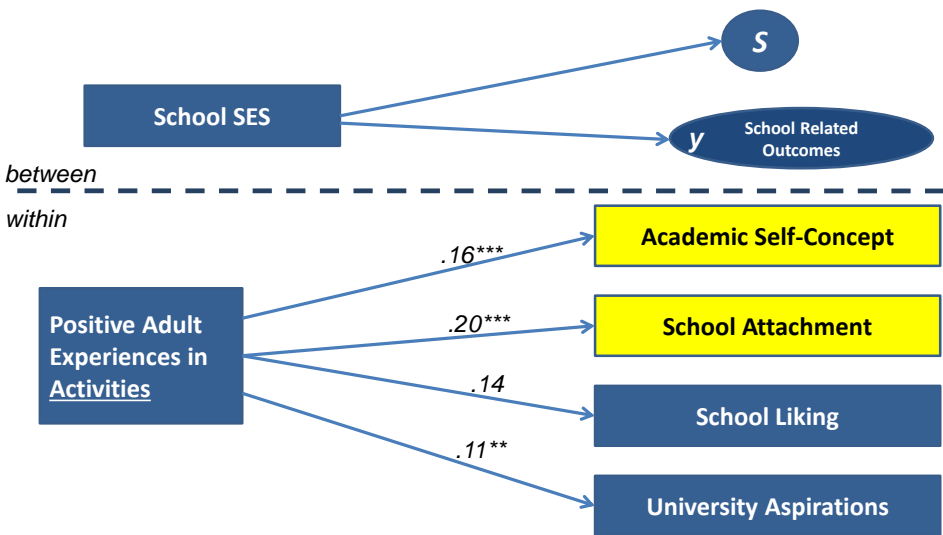 S
School SES
y
School Related
Outcomes
between
within
Academic Self-Concept
.16***
Positive Adult
Experiences in
Activities
.20***
School Attachment
.14
School Liking
.11**
University Aspirations